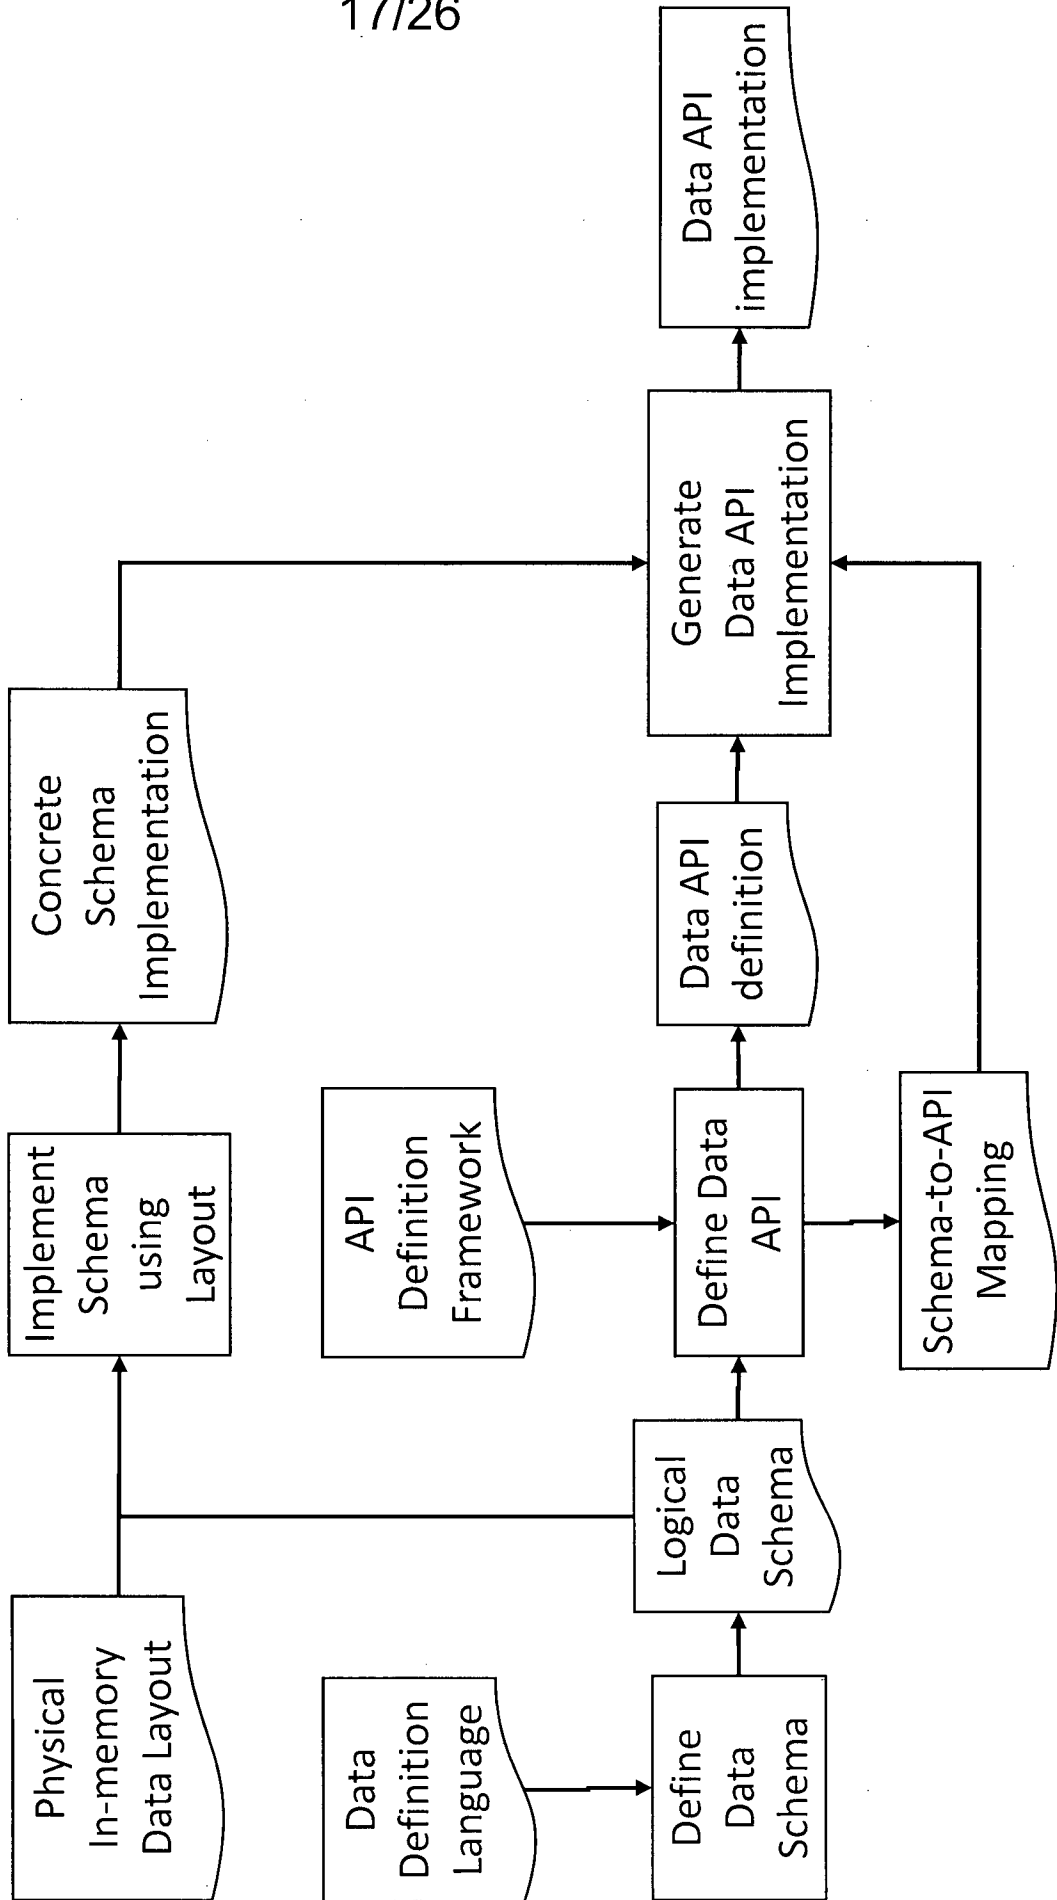 17/26
Physical
In-memory
Data Layout
Implement
Schema
using
Layout
Concrete
Schema
Implementation
Data
Definition
Language
API
Definition
Framework
Define
Data
Schema
Logical
Data
Schema
Define Data
API
Data API
definition
Generate
Data API
Implementation
Data API
implementation
Schema-to-API
Mapping